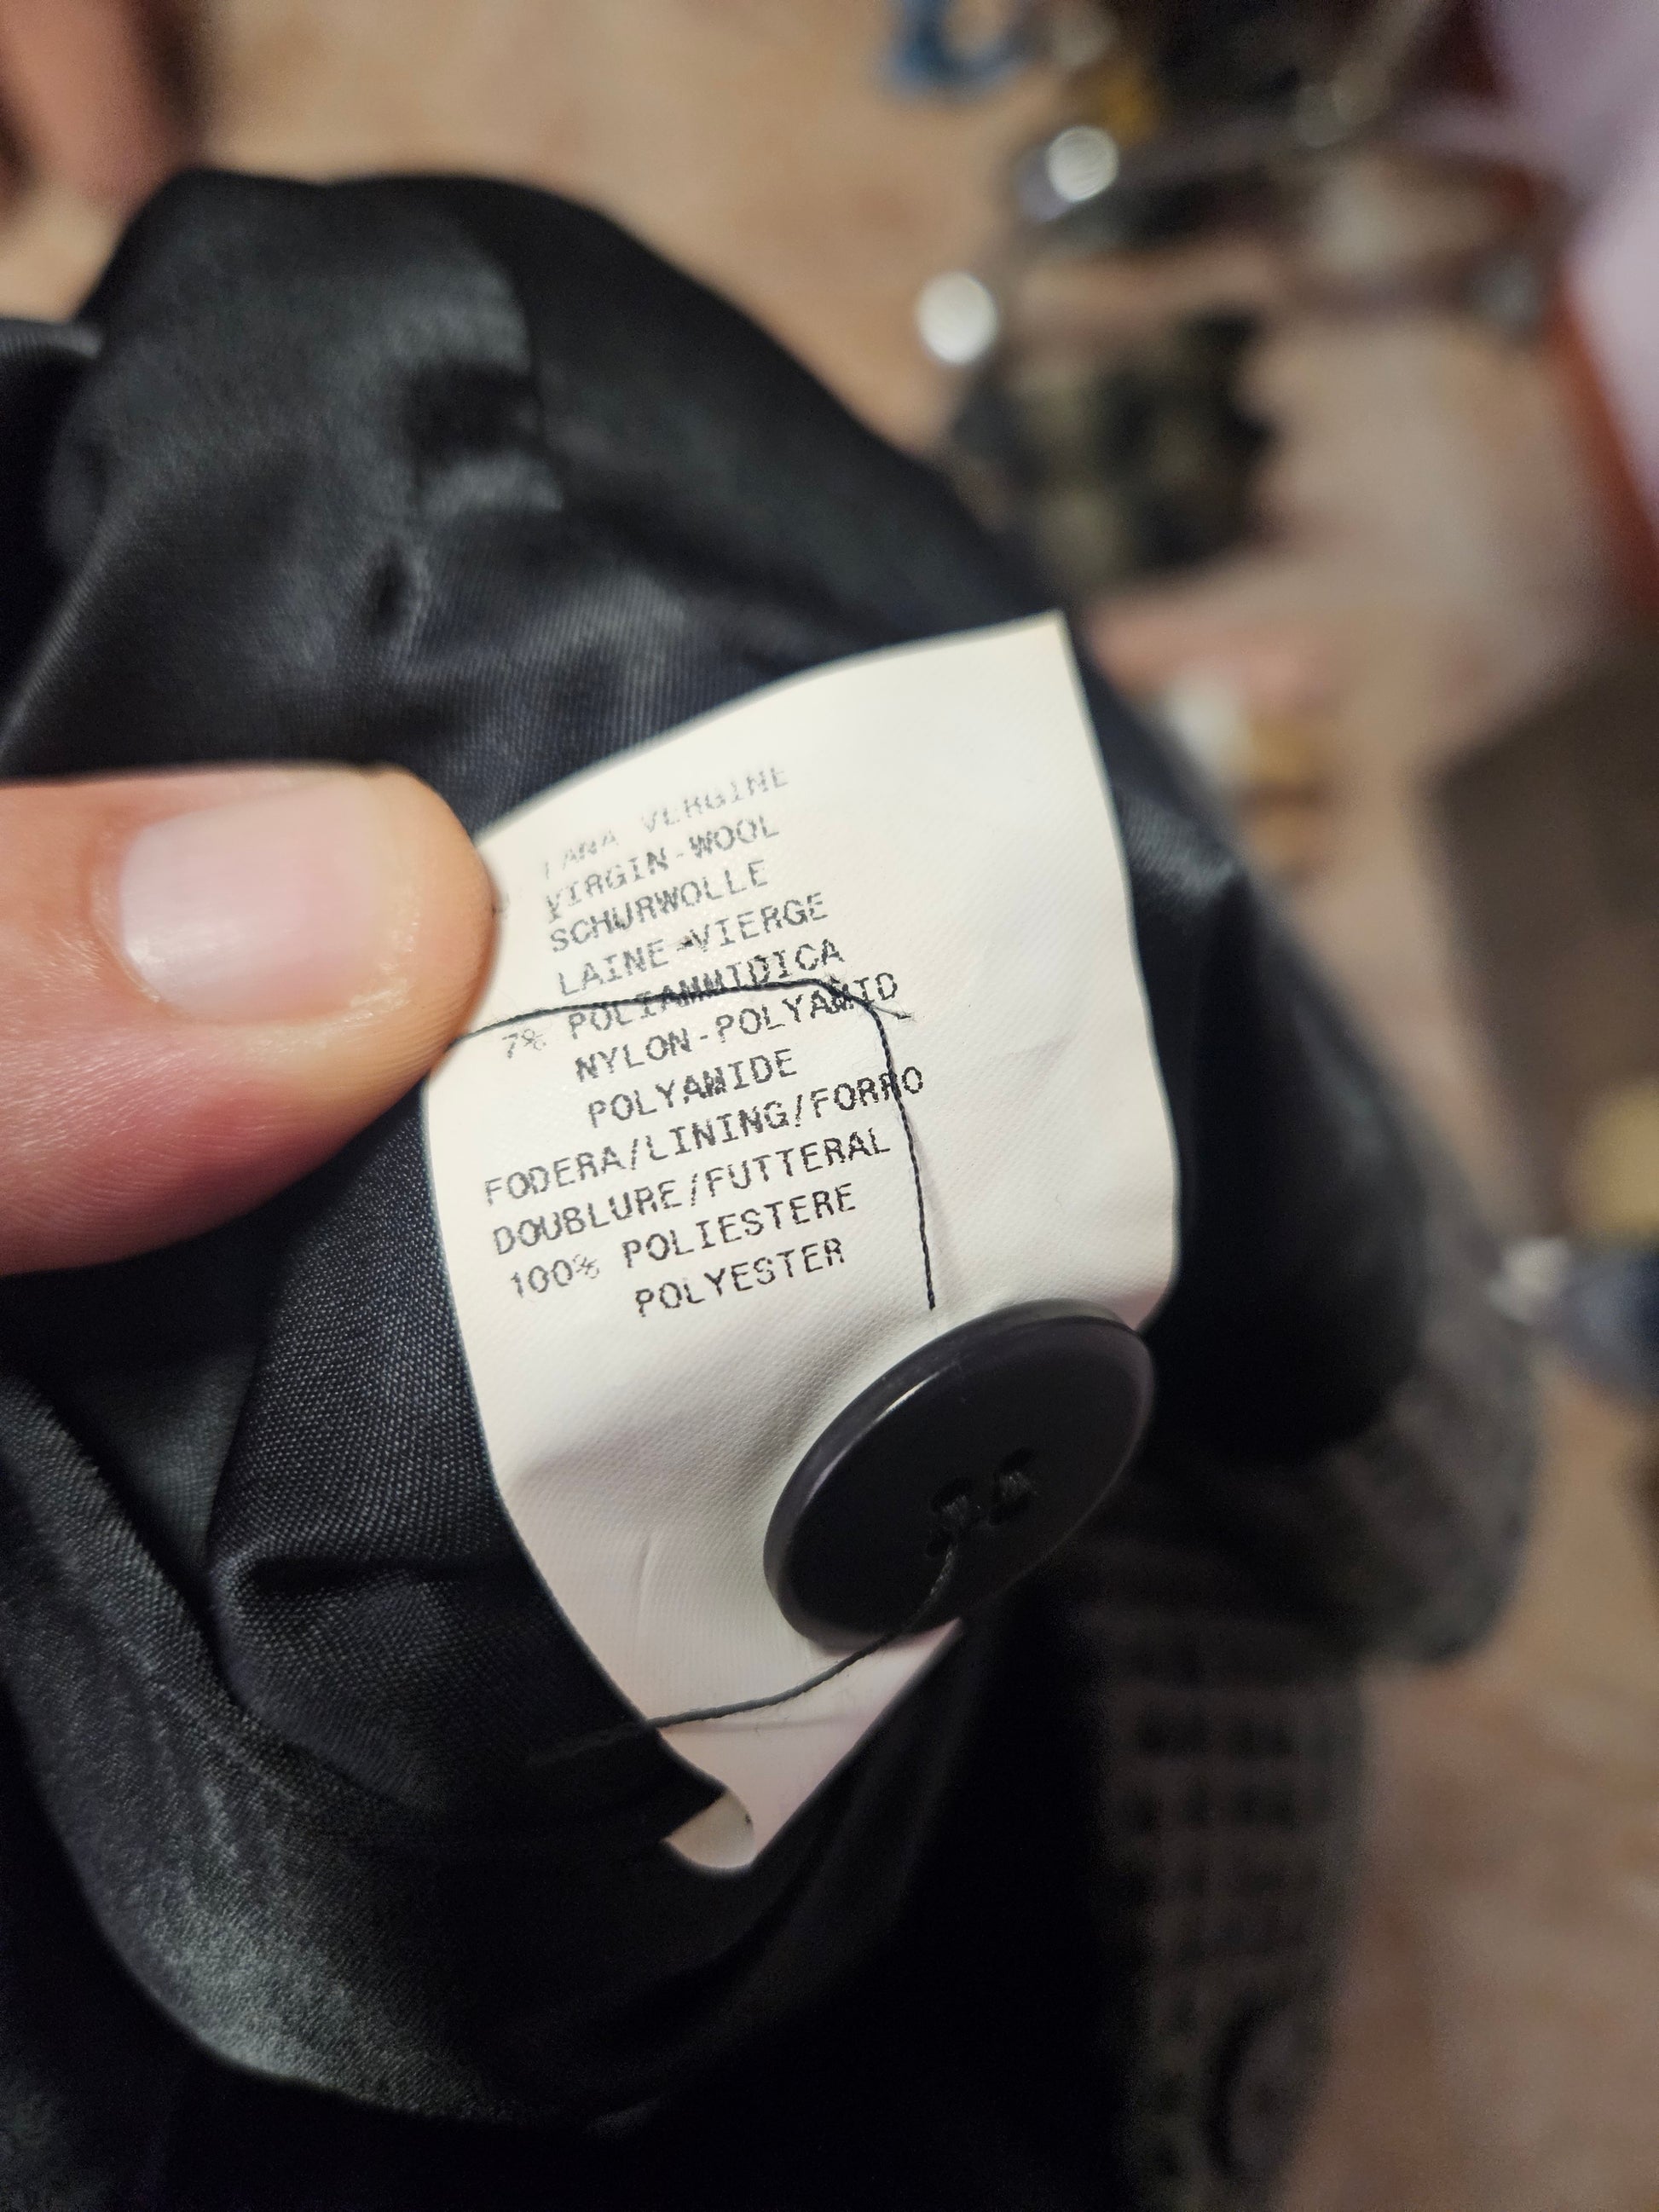 LANA VERGINE
VIRGIN-WOOL
SCHURWOLLE
LAINE-VIERGE
7% POLIAMMIDICA
NYLON-POLYAMID
POLYAMIDE
FODERA/LINING/FORRO
DOUBLURE/FUTTERAL
100% POLIESTERE
POLYESTER